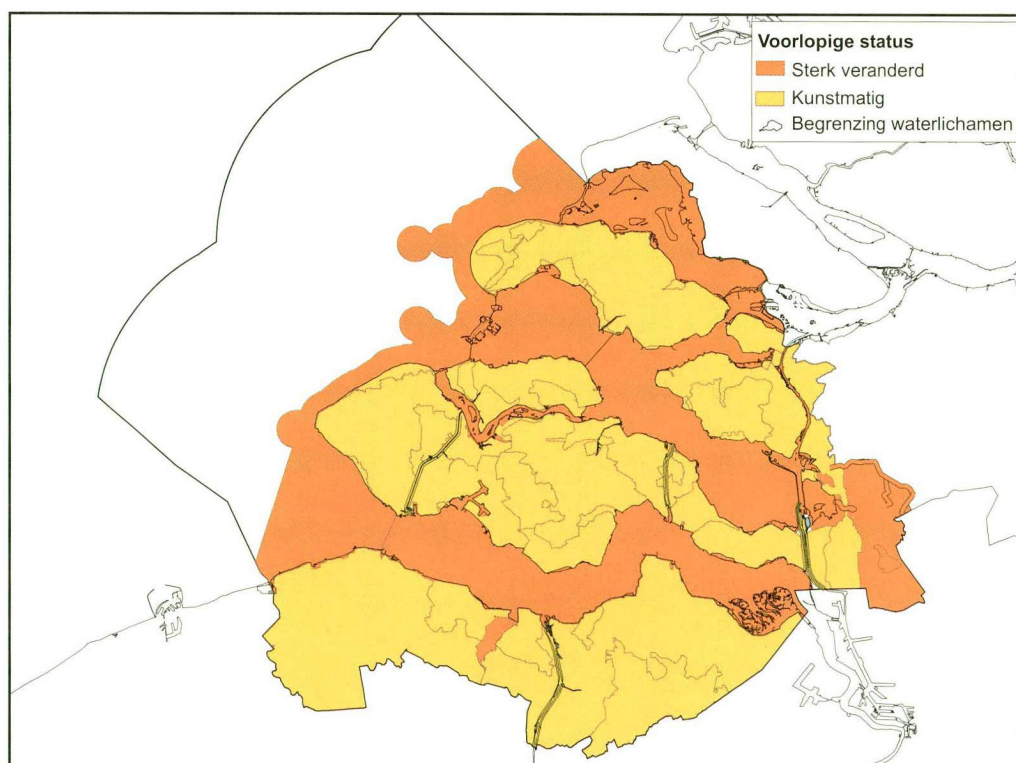 Voorlopige status
Sterk veranderd
Kunstmatig
Begrenzing waterlichamen